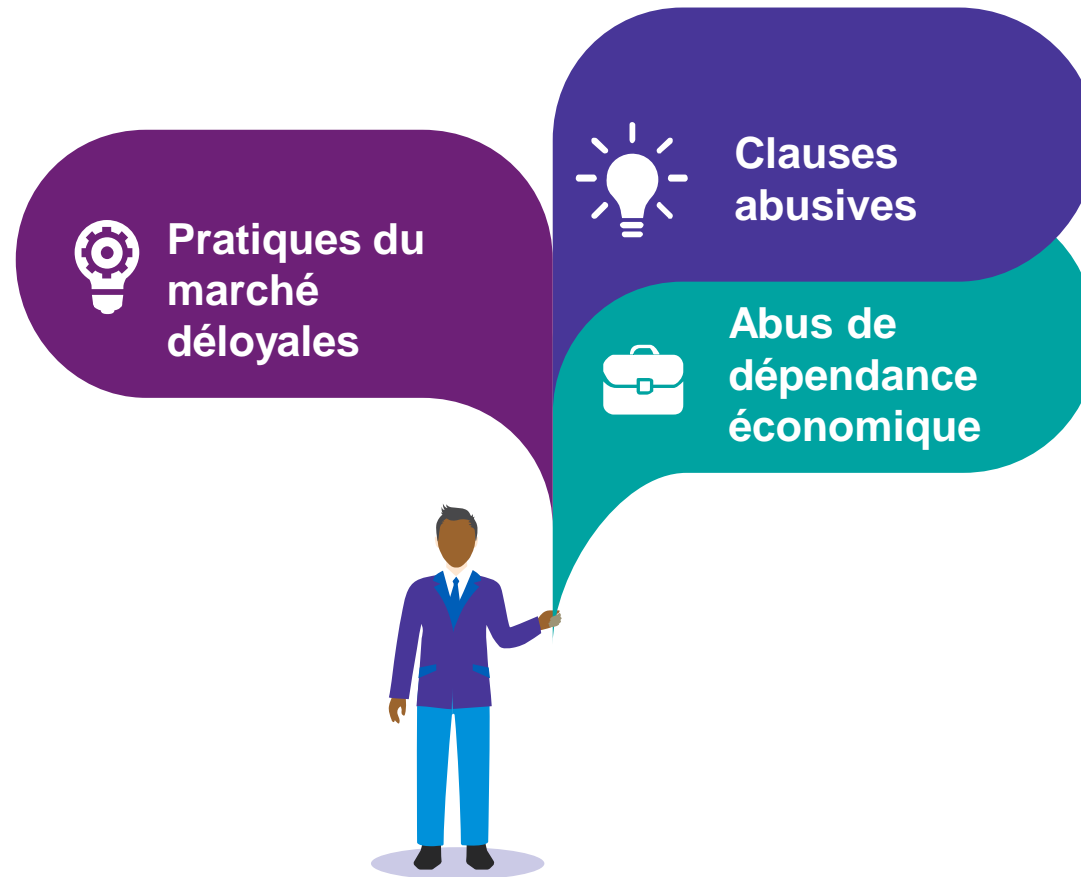 Pratiques du
marché
déloyales
Clauses
abusives
Abus de
dépendance
économique